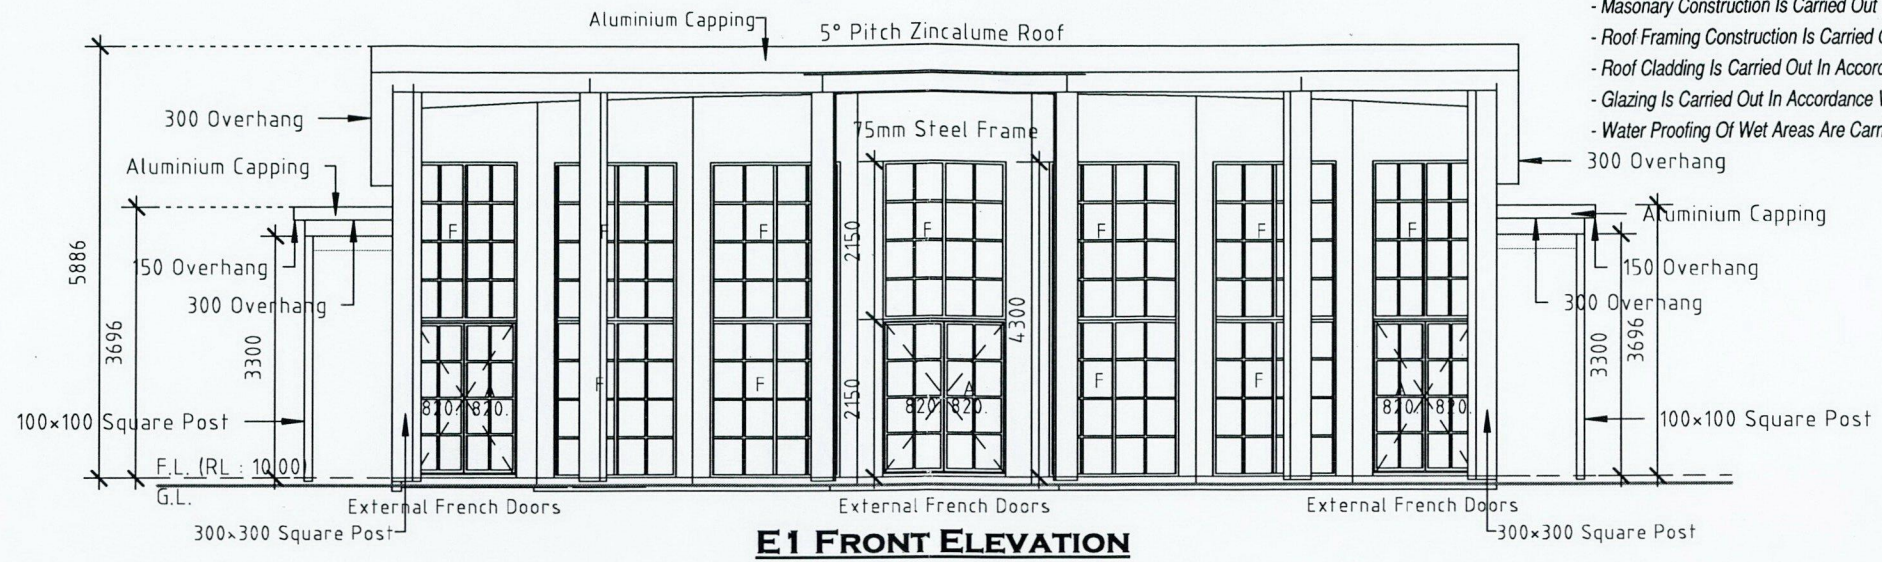 Aluminium Capping
5° Pitch Zincalume Roof
- Masonary Construction Is Carried Out
- Roof Framing Construction Is Carried
- Roof Cladding Is Carried Out In
- Glazing Is Carried Out In Accordance
- Water Proofing Of Wet Areas Are
300 Overhang
75mm Steel Frame
300 Overhang
Aluminium Capping
Aluminium Capping
F F F F F F F
5886
2150
150 Overhang
150 Overhang
300 Overhang
300 Overhang
4300
3696
3300
3300
3696
F F F F
2150
A
820. 820.
820. 820.
820. 820.
100×100 Square Post
100×100 Square Post
F.L. (RL : 10.00)
G.L.
External French Doors
External French Doors
External French Doors
300×300 Square Post
300×300 Square Post
E1 Front Elevation